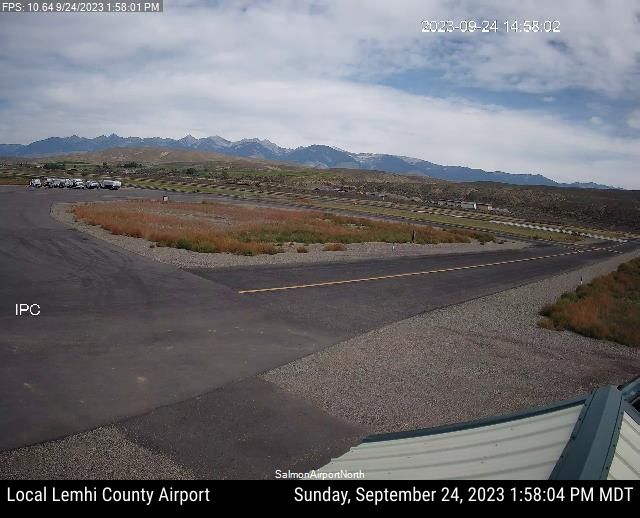 FPS: 10.64 9/24/2023 1:58:01 PM
2023-09-24 14:58:02
IPC
SalmonAirportNorth
Local Lemhi County Airport
Sunday, September 24, 2023 1:58:04 PM MDT